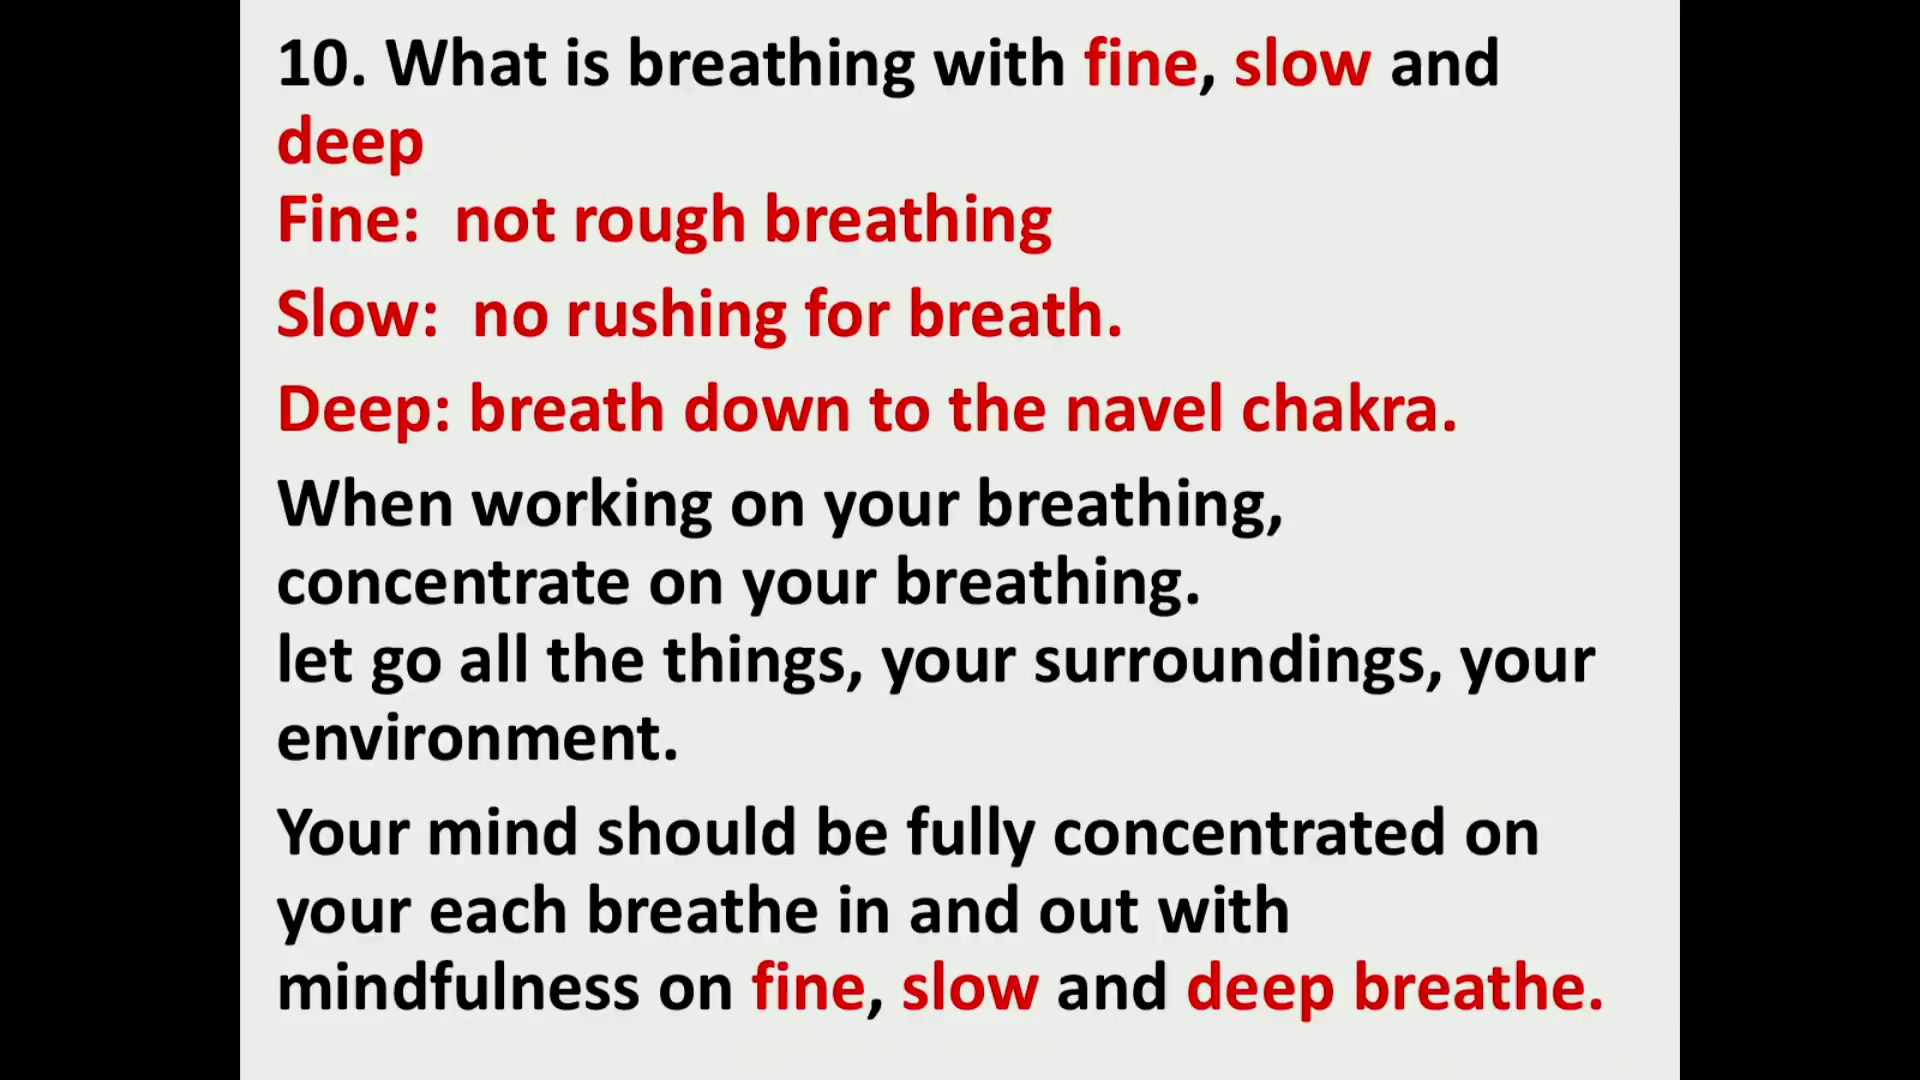 10. What is breathing with fine, slow and
deep
Fine:  not rough breathing
Slow:  no rushing for breath.
Deep: breath down to the navel chakra.
When working on your breathing,
concentrate on your breathing.
let go all the things, your surroundings, your
environment.
Your mind should be fully concentrated on
your each breathe in and out with
mindfulness on fine, slow and deep breathe.